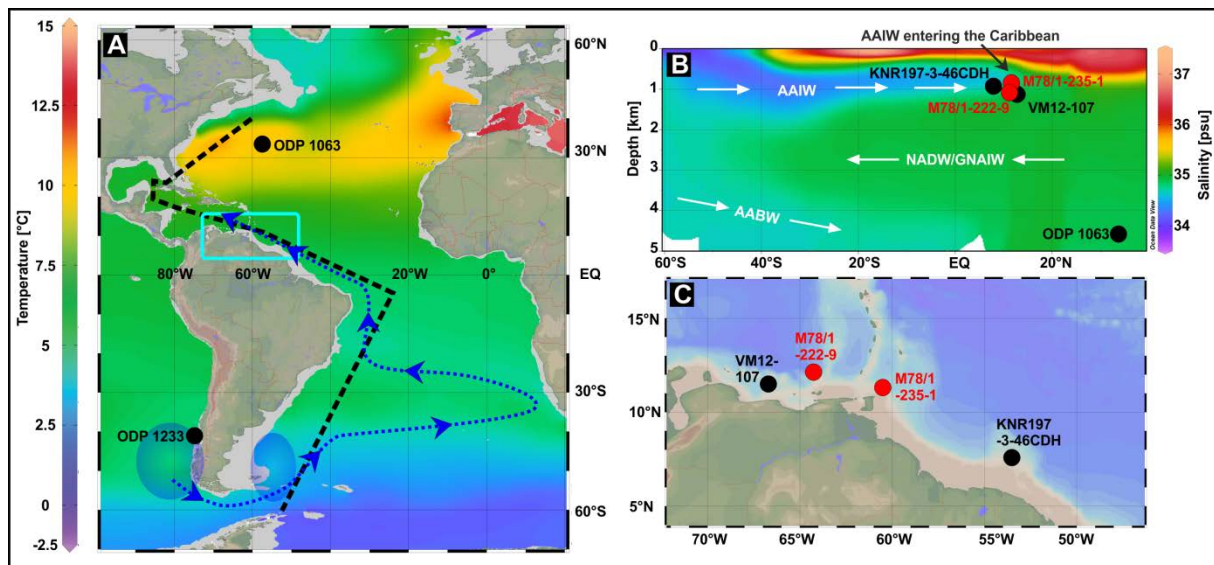 A
15
12.5
10
7.5
5
2.5
0
-2.5
Temperature [°C]
60°N
30°N
EQ
30°S
60°S
80°W
60°W
20°W
0°
ODP 1063
ODP 1233
AAIW entering the Caribbean
B
0
1
2
3
4
5
Depth [km]
KNR197-3-46CDH
M78/1-235-1
AAIW
M78/1-222-9
VM12-107
NADW/GNAIW
AABW
ODP 1063
Ocean Data View
60°S
40°S
20°S
EQ
20°N
37
36
35
34
Salinity [psu]
C
15°N
10°N
5°N
VM12-
107
M78/1
-222-9
M78/1
-235-1
KNR197
-3-46CDH
70°W
65°W
60°W
54°W
50°W